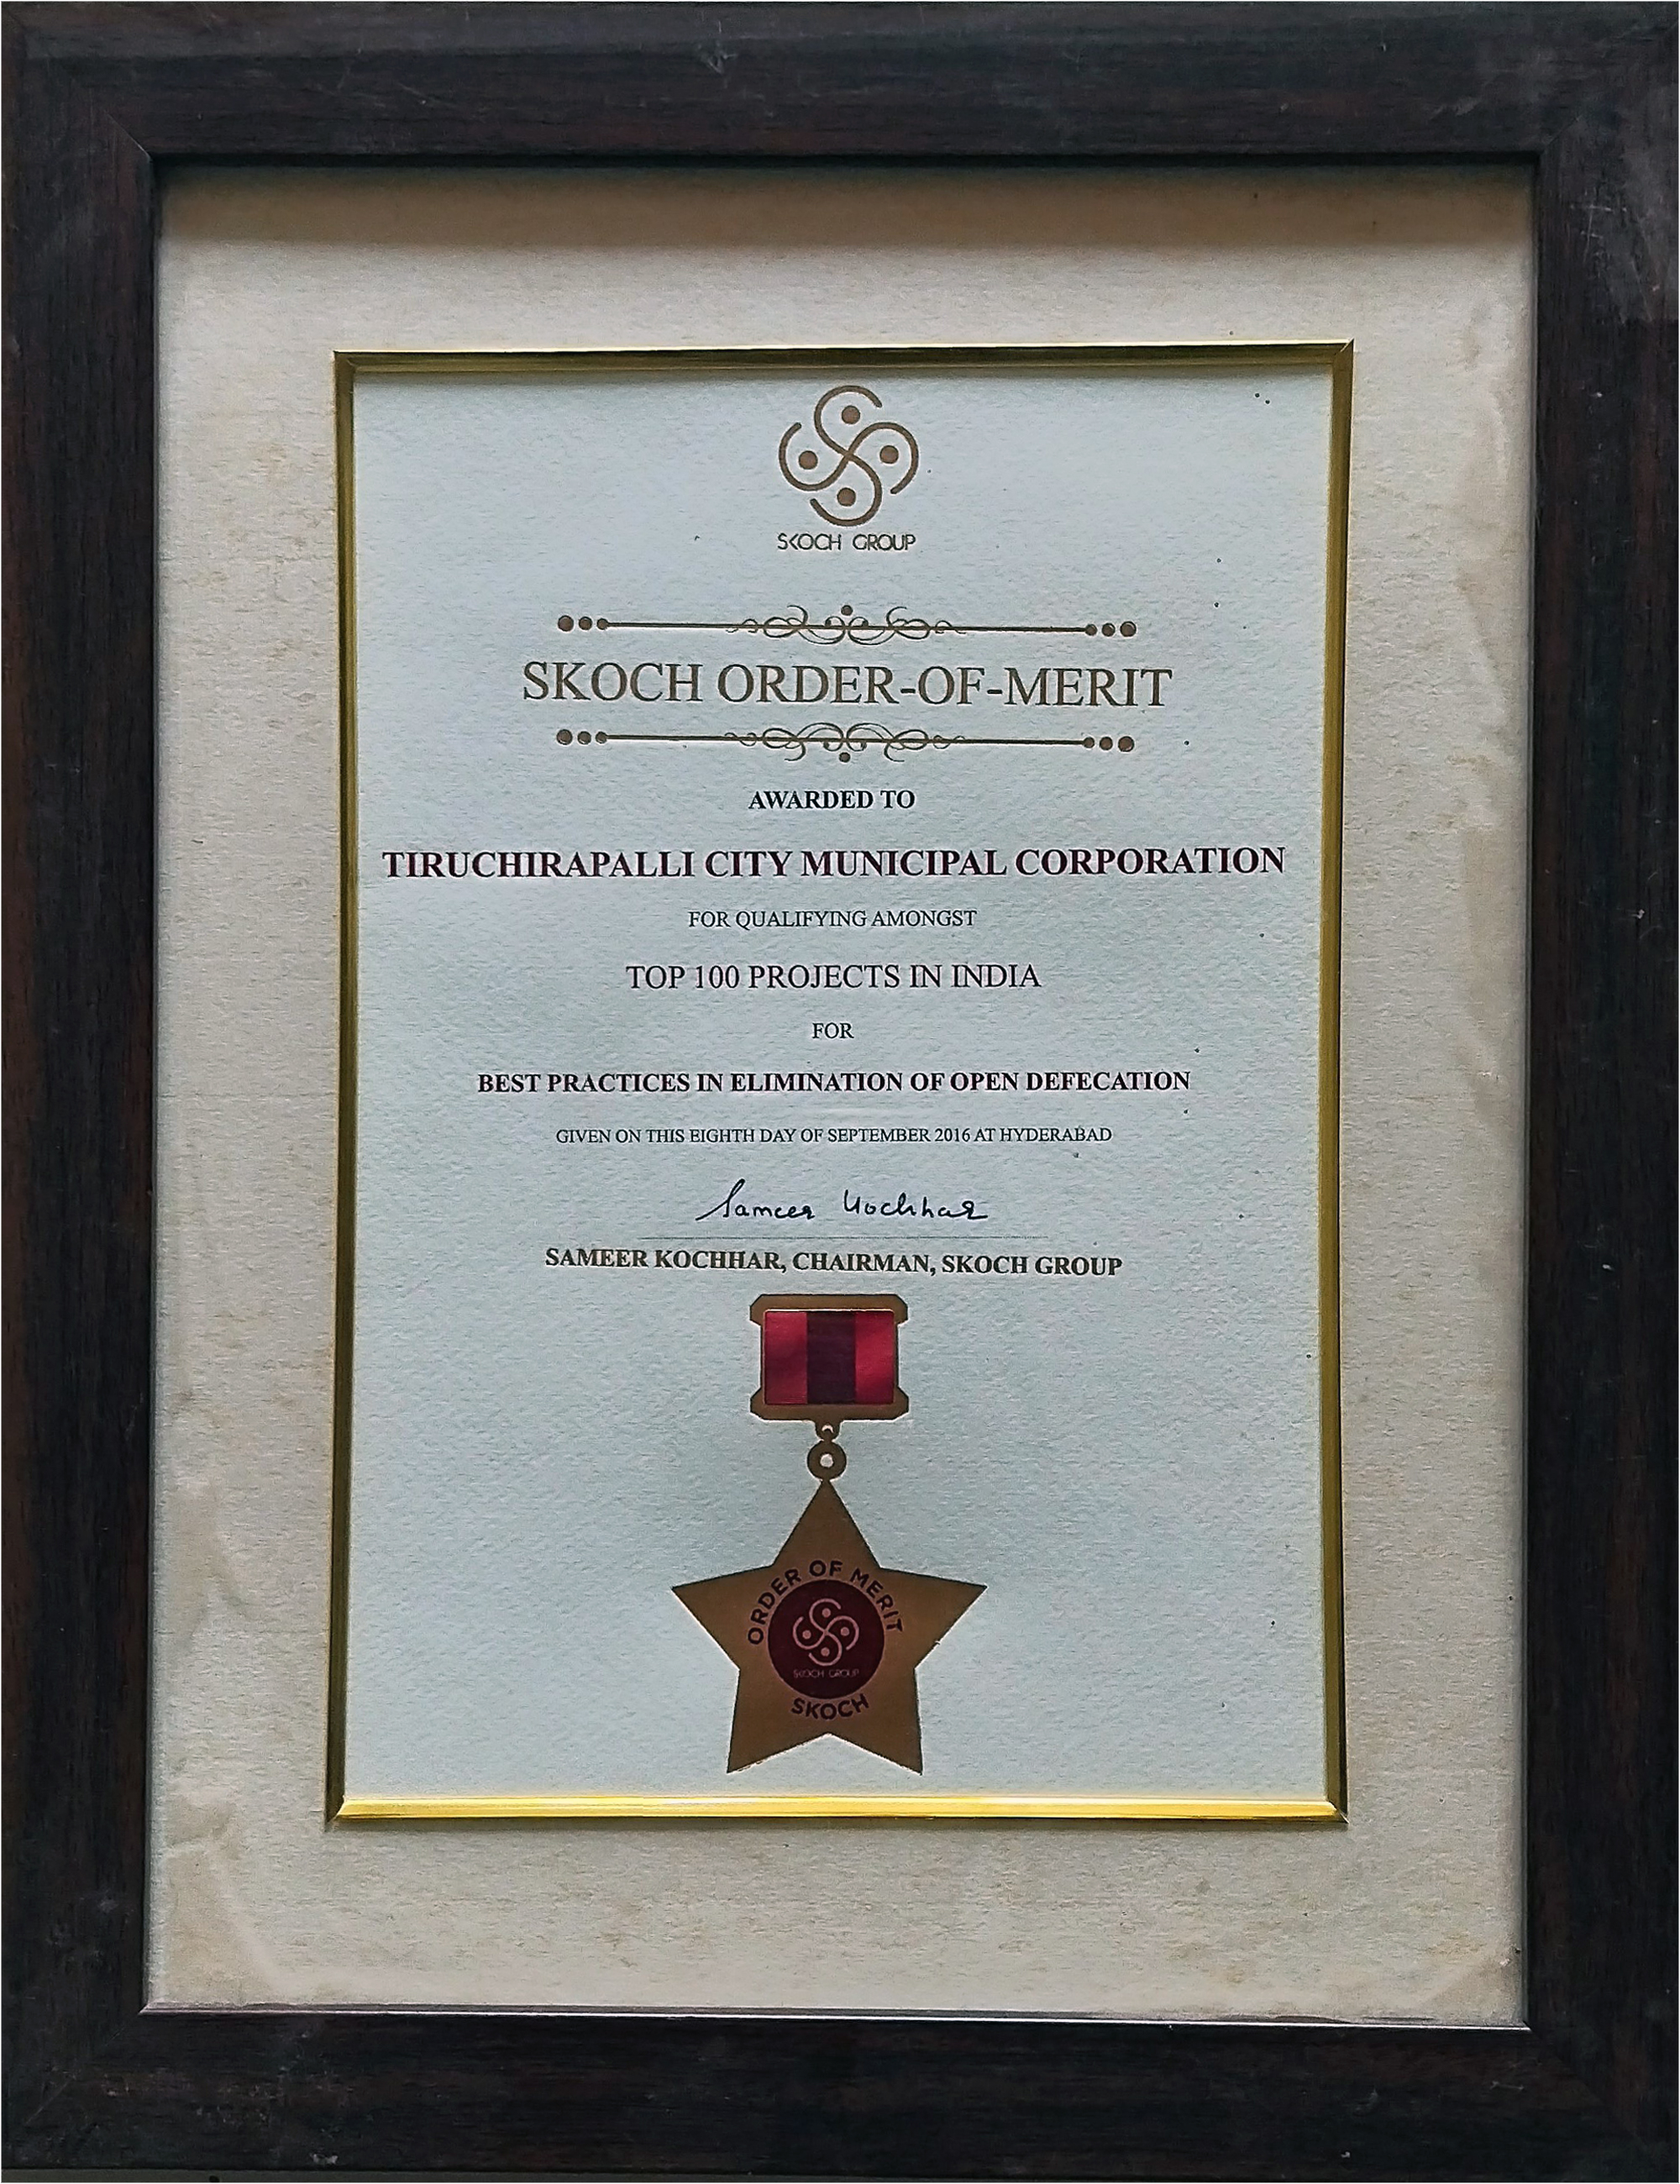 SKOCH GROUP
SKOCH ORDER-OF-MERIT
AWARDED TO
TIRUCHIRAPALLI CITY MUNICIPAL CORPORATION
FOR QUALIFYING AMONGST
TOP 100 PROJECTS IN INDIA
FOR
BEST PRACTICES IN ELIMINATION OF OPEN DEFECATION
GIVEN ON THIS EIGHTH DAY OF SEPTEMBER 2016 AT HYDERABAD
Sameer Kochhar
SAMEER KOCHHAR, CHAIRMAN, SKOCH GROUP
ORDER OF MERIT
SKOCH GROUP
SKOCH